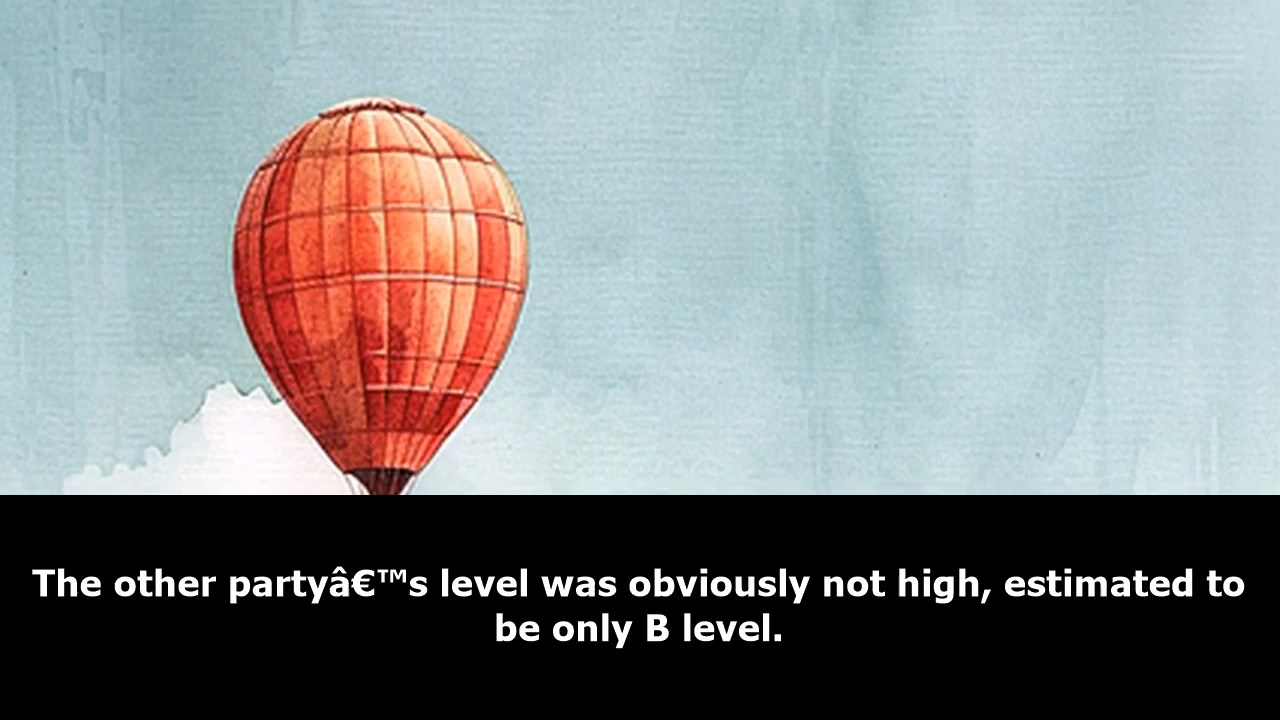 The other partyâ€™s level was obviously not high, estimated to
be only B level.